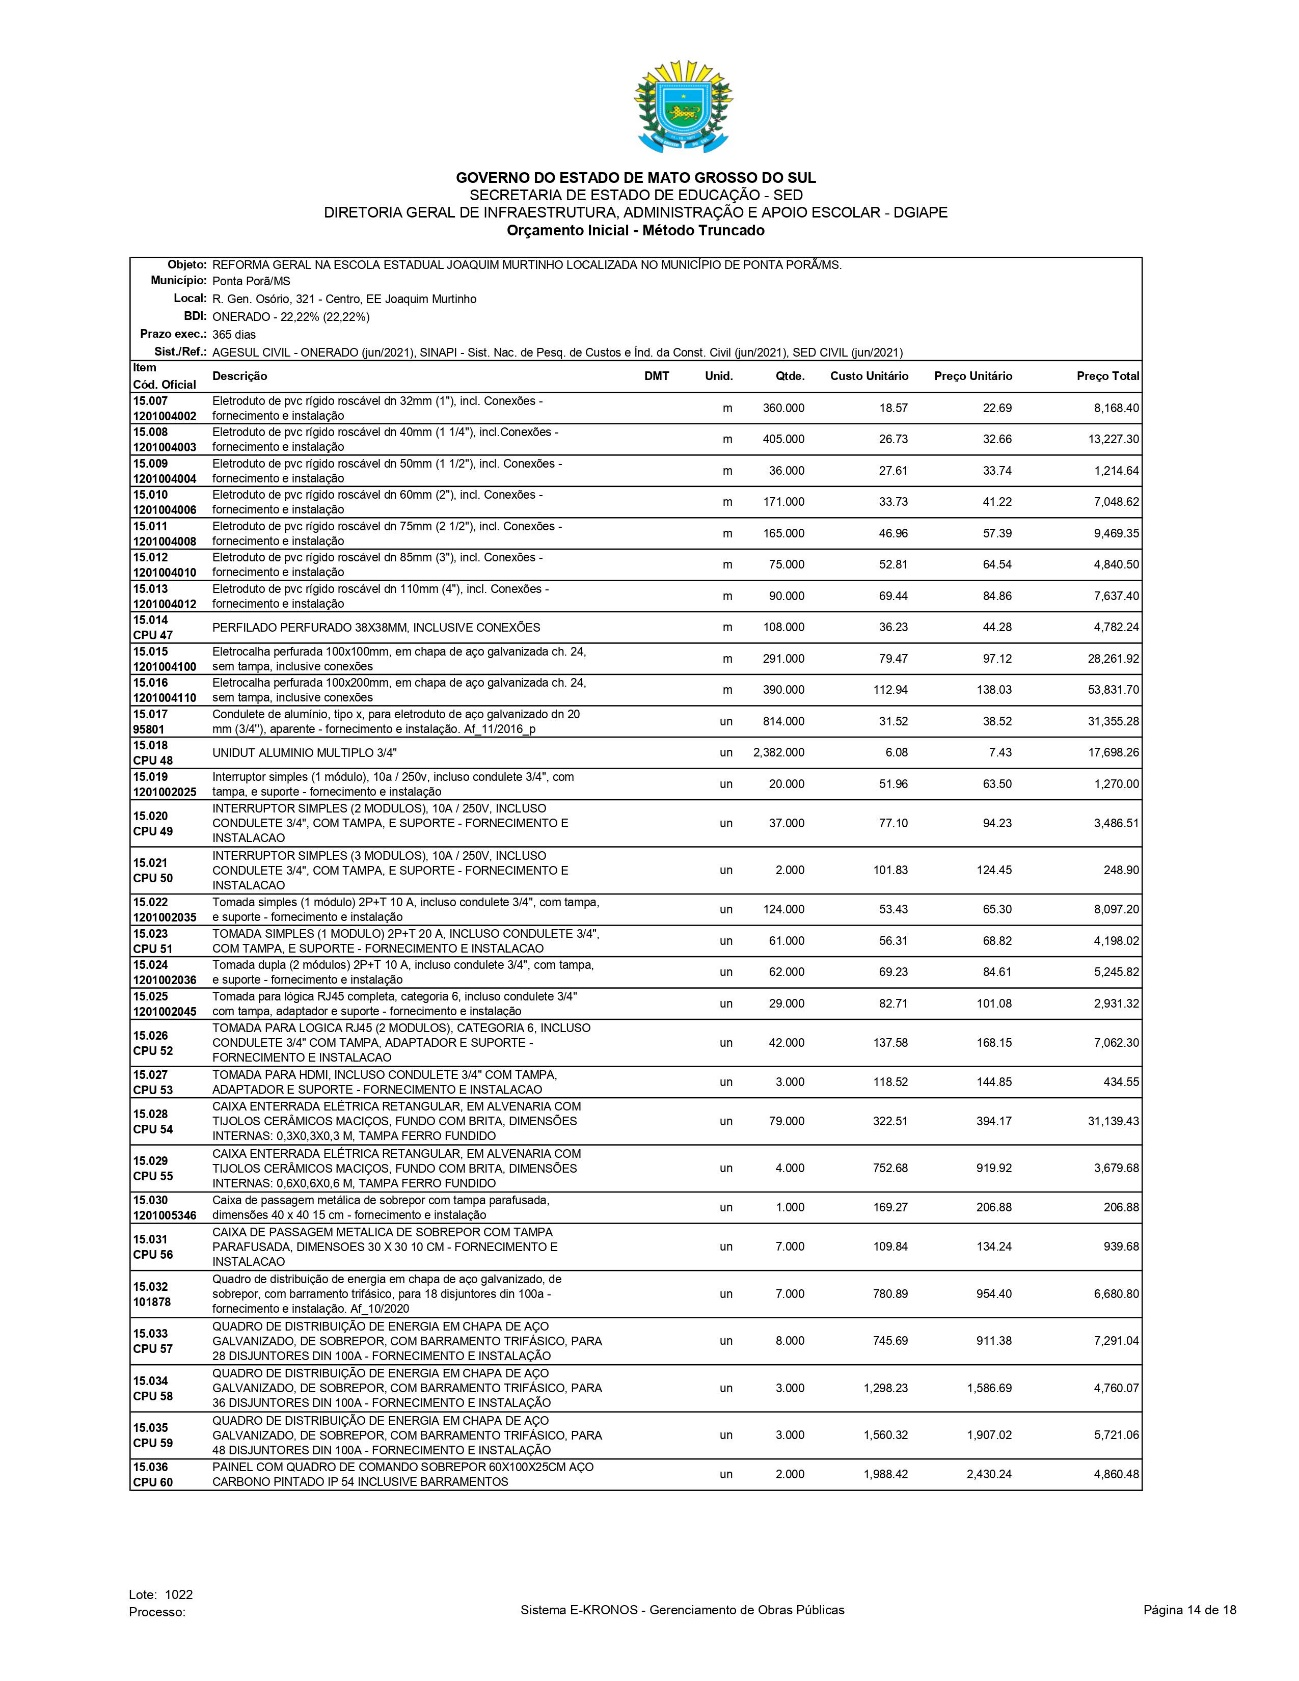 GOVERNO DO ESTADO DE MATO GROSSO DO SUL
SECRETARIA DE ESTADO DE EDUCAÇÃO - SED
DIRETORIA GERAL DE INFRAESTRUTURA, ADMINISTRAÇÃO E APOIO ESCOLAR - DGIAPE
Orçamento Inicial - Método Truncado
Objeto: REFORMA GERAL NA ESCOLA ESTADUAL JOAQUIM MURTINHO LOCALIZADA NO MUNICÍPIO DE PONTA PORÃ/MS.
Município: Ponta Porã/MS
Local: R. Gen. Osório, 321 - Centro, EE Joaquim Murtinho
BDI: ONERADO - 22,22% (22,22%)
Prazo exec.: 365 dias
Sist./Ref.: AGESUL CIVIL - ONERADO (jun/2021), SINAPI - Sist. Nac. de Pesq. de Custos e Índ. da Const. Civil (jun/2021), SED CIVIL (jun/2021)
Item
Cód. Oficial Descrição DMT Unid. Qtde. Custo Unitário Preço Unitário Preço Total
15.007 Eletroduto de pvc rígido roscável dn 32mm (1"), incl. Conexões -
1201004002 fornecimento e instalação m 360.000 18.57 22.69 8,168.40
15.008 Eletroduto de pvc rígido roscável dn 40mm (1 1/4"), incl.Conexões -
1201004003 fornecimento e instalação m 405.000 26.73 32.66 13,227.30
15.009 Eletroduto de pvc rígido roscável dn 50mm (1 1/2"), incl. Conexões -
1201004004 fornecimento e instalação m 36.000 27.61 33.74 1,214.64
15.010 Eletroduto de pvc rígido roscável dn 60mm (2"), incl. Conexões -
1201004006 fornecimento e instalação m 171.000 33.73 41.22 7,048.62
15.011 Eletroduto de pvc rígido roscável dn 75mm (2 1/2"), incl. Conexões -
1201004008 fornecimento e instalação m 165.000 46.96 57.39 9,469.35
15.012 Eletroduto de pvc rígido roscável dn 85mm (3"), incl. Conexões -
1201004010 fornecimento e instalação m 75.000 52.81 64.54 4,840.50
15.013 Eletroduto de pvc rígido roscável dn 110mm (4"), incl. Conexões -
1201004012 fornecimento e instalação m 90.000 69.44 84.86 7,637.40
15.014
CPU 47 PERFILADO PERFURADO 38X38MM, INCLUSIVE CONEXÕES m 108.000 36.23 44.28 4,782.24
15.015 Eletrocalha perfurada 100x100mm, em chapa de aço galvanizada ch. 24,
1201004100 sem tampa, inclusive conexões m 291.000 79.47 97.12 28,261.92
15.016 Eletrocalha perfurada 100x200mm, em chapa de aço galvanizada ch. 24,
1201004110 sem tampa, inclusive conexões m 390.000 112.94 138.03 53,831.70
15.017 Condulete de alumínio, tipo x, para eletroduto de aço galvanizado dn 20
95801 mm (3/4''), aparente - fornecimento e instalação. Af_11/2016_p un 814.000 31.52 38.52 31,355.28
15.018
CPU 48 UNIDUT ALUMINIO MULTIPLO 3/4" un 2,382.000 6.08 7.43 17,698.26
15.019 Interruptor simples (1 módulo), 10a / 250v, incluso condulete 3/4", com
1201002025 tampa, e suporte - fornecimento e instalação un 20.000 51.96 63.50 1,270.00
15.020 INTERRUPTOR SIMPLES (2 MODULOS), 10A / 250V, INCLUSO
CPU 49 CONDULETE 3/4", COM TAMPA, E SUPORTE - FORNECIMENTO E un 37.000 77.10 94.23 3,486.51
INSTALACAO
15.021 INTERRUPTOR SIMPLES (3 MODULOS), 10A / 250V, INCLUSO
CPU 50 CONDULETE 3/4", COM TAMPA, E SUPORTE - FORNECIMENTO E un 2.000 101.83 124.45 248.90
INSTALACAO
15.022 Tomada simples (1 módulo) 2P+T 10 A, incluso condulete 3/4", com tampa,
1201002035 e suporte - fornecimento e instalação un 124.000 53.43 65.30 8,097.20
15.023 TOMADA SIMPLES (1 MODULO) 2P+T 20 A, INCLUSO CONDULETE 3/4",
CPU 51 COM TAMPA, E SUPORTE - FORNECIMENTO E INSTALACAO un 61.000 56.31 68.82 4,198.02
15.024 Tomada dupla (2 módulos) 2P+T 10 A, incluso condulete 3/4", com tampa,
1201002036 e suporte - fornecimento e instalação un 62.000 69.23 84.61 5,245.82
15.025 Tomada para lógica RJ45 completa, categoria 6, incluso condulete 3/4"
1201002045 com tampa, adaptador e suporte - fornecimento e instalação un 29.000 82.71 101.08 2,931.32
15.026 TOMADA PARA LOGICA RJ45 (2 MODULOS), CATEGORIA 6, INCLUSO
CPU 52 CONDULETE 3/4" COM TAMPA, ADAPTADOR E SUPORTE - un 42.000 137.58 168.15 7,062.30
FORNECIMENTO E INSTALACAO
15.027 TOMADA PARA HDMI, INCLUSO CONDULETE 3/4" COM TAMPA,
CPU 53 ADAPTADOR E SUPORTE - FORNECIMENTO E INSTALACAO un 3.000 118.52 144.85 434.55
15.028 CAIXA ENTERRADA ELÉTRICA RETANGULAR, EM ALVENARIA COM
CPU 54 TIJOLOS CERÂMICOS MACIÇOS, FUNDO COM BRITA, DIMENSÕES un 79.000 322.51 394.17 31,139.43
INTERNAS: 0,3X0,3X0,3 M, TAMPA FERRO FUNDIDO
15.029 CAIXA ENTERRADA ELÉTRICA RETANGULAR, EM ALVENARIA COM
CPU 55 TIJOLOS CERÂMICOS MACIÇOS, FUNDO COM BRITA, DIMENSÕES un 4.000 752.68 919.92 3,679.68
INTERNAS: 0,6X0,6X0,6 M, TAMPA FERRO FUNDIDO
15.030 Caixa de passagem metálica de sobrepor com tampa parafusada,
1201005346 dimensões 40 x 40 15 cm - fornecimento e instalação un 1.000 169.27 206.88 206.88
15.031 CAIXA DE PASSAGEM METALICA DE SOBREPOR COM TAMPA
CPU 56 PARAFUSADA, DIMENSOES 30 X 30 10 CM - FORNECIMENTO E un 7.000 109.84 134.24 939.68
INSTALACAO
15.032 Quadro de distribuição de energia em chapa de aço galvanizado, de
101878 sobrepor, com barramento trifásico, para 18 disjuntores din 100a - un 7.000 780.89 954.40 6,680.80
fornecimento e instalação. Af_10/2020
15.033 QUADRO DE DISTRIBUIÇÃO DE ENERGIA EM CHAPA DE AÇO
CPU 57 GALVANIZADO, DE SOBREPOR, COM BARRAMENTO TRIFÁSICO, PARA un 8.000 745.69 911.38 7,291.04
28 DISJUNTORES DIN 100A - FORNECIMENTO E INSTALAÇÃO
15.034 QUADRO DE DISTRIBUIÇÃO DE ENERGIA EM CHAPA DE AÇO
CPU 58 GALVANIZADO, DE SOBREPOR, COM BARRAMENTO TRIFÁSICO, PARA un 3.000 1,298.23 1,586.69 4,760.07
36 DISJUNTORES DIN 100A - FORNECIMENTO E INSTALAÇÃO
15.035 QUADRO DE DISTRIBUIÇÃO DE ENERGIA EM CHAPA DE AÇO
CPU 59 GALVANIZADO, DE SOBREPOR, COM BARRAMENTO TRIFÁSICO, PARA un 3.000 1,560.32 1,907.02 5,721.06
48 DISJUNTORES DIN 100A - FORNECIMENTO E INSTALAÇÃO
15.036 PAINEL COM QUADRO DE COMANDO SOBREPOR 60X100X25CM AÇO
CPU 60 CARBONO PINTADO IP 54 INCLUSIVE BARRAMENTOS un 2.000 1,988.42 2,430.24 4,860.48
Lote: 1022
Processo: Sistema E-KRONOS - Gerenciamento de Obras Públicas Página 14 de 18